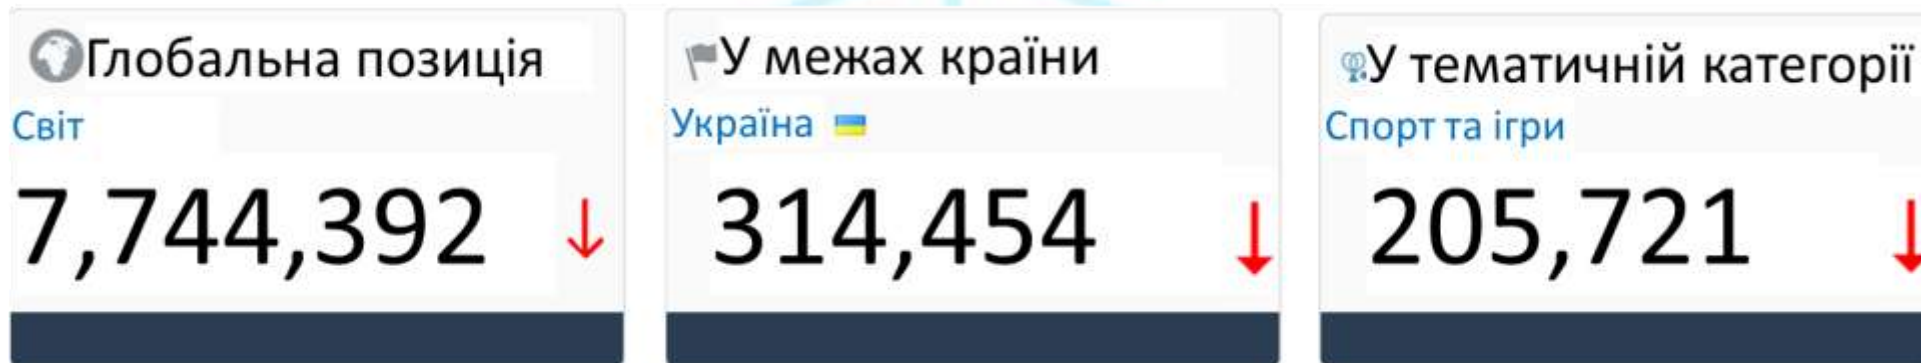 Глобальна позиція
Світ
7,744,392 ↓
У межах країни
Україна
314,454 ↓
У тематичній категорії
Спорт та ігри
205,721 ↓